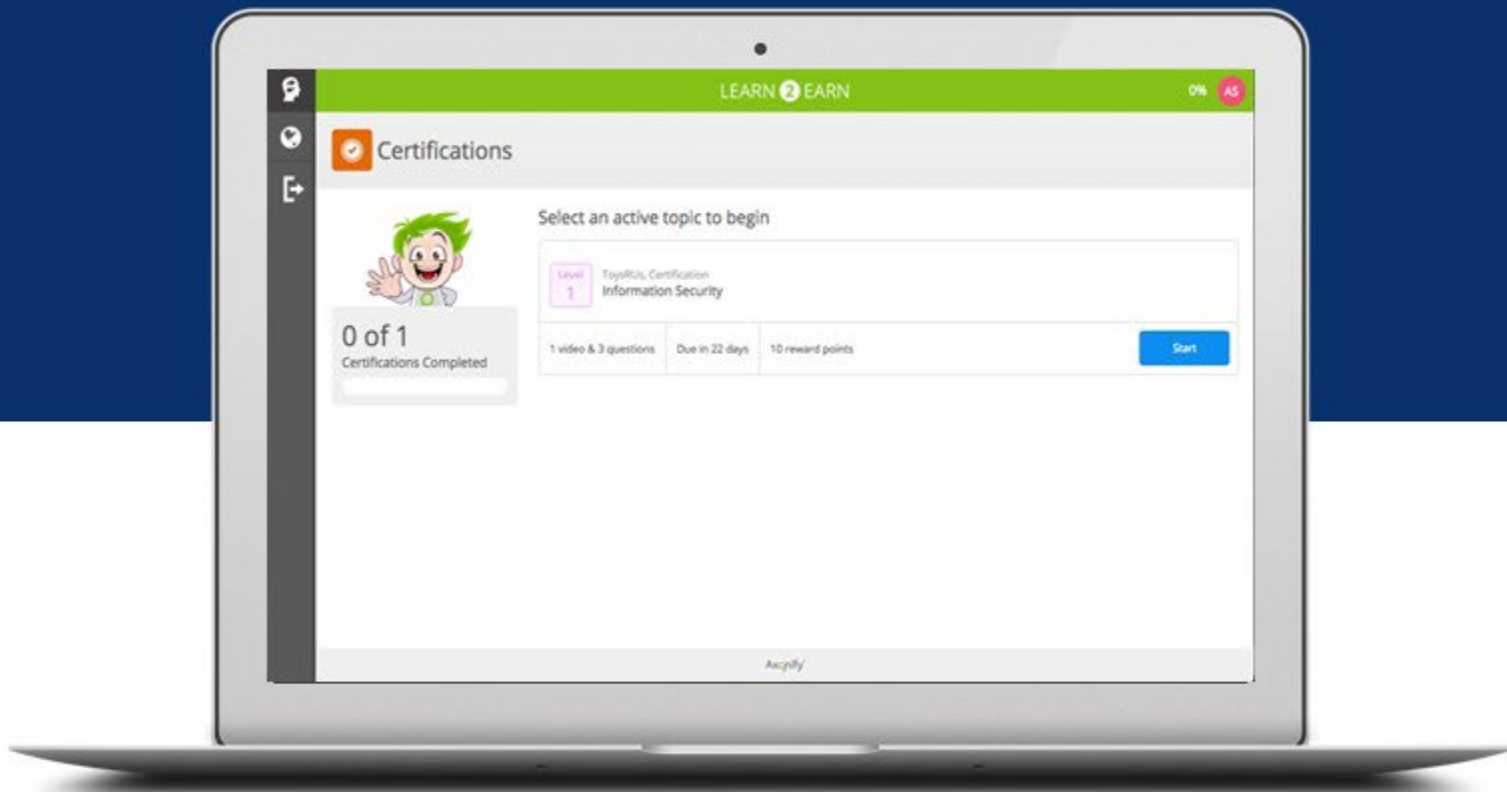 LEARN 2 EARN
0% AS
Certifications
Select an active topic to begin
Level 1
ToysRUs, Certification
Information Security
0 of 1
Certifications Completed
1 video & 3 questions
Due in 22 days
10 reward points
Start
Axonify